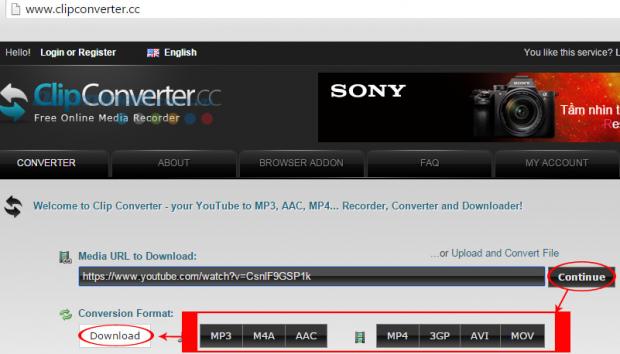 www.clipconverter.cc
Hello! Login or Register English You like this service? L
ClipConverter.cc
Free Online Media Recorder
SONY
Tầm nhìn t
Res
CONVERTER ABOUT BROWSER ADDON FAQ MY ACCOUNT
Welcome to Clip Converter - your YouTube to MP3, AAC, MP4... Recorder, Converter and Downloader!
Media URL to Download: ...or Upload and Convert File
https://www.youtube.com/watch?v=CsnlF9GSP1k Continue
Conversion Format:
Download MP3 M4A AAC MP4 3GP AVI MOV